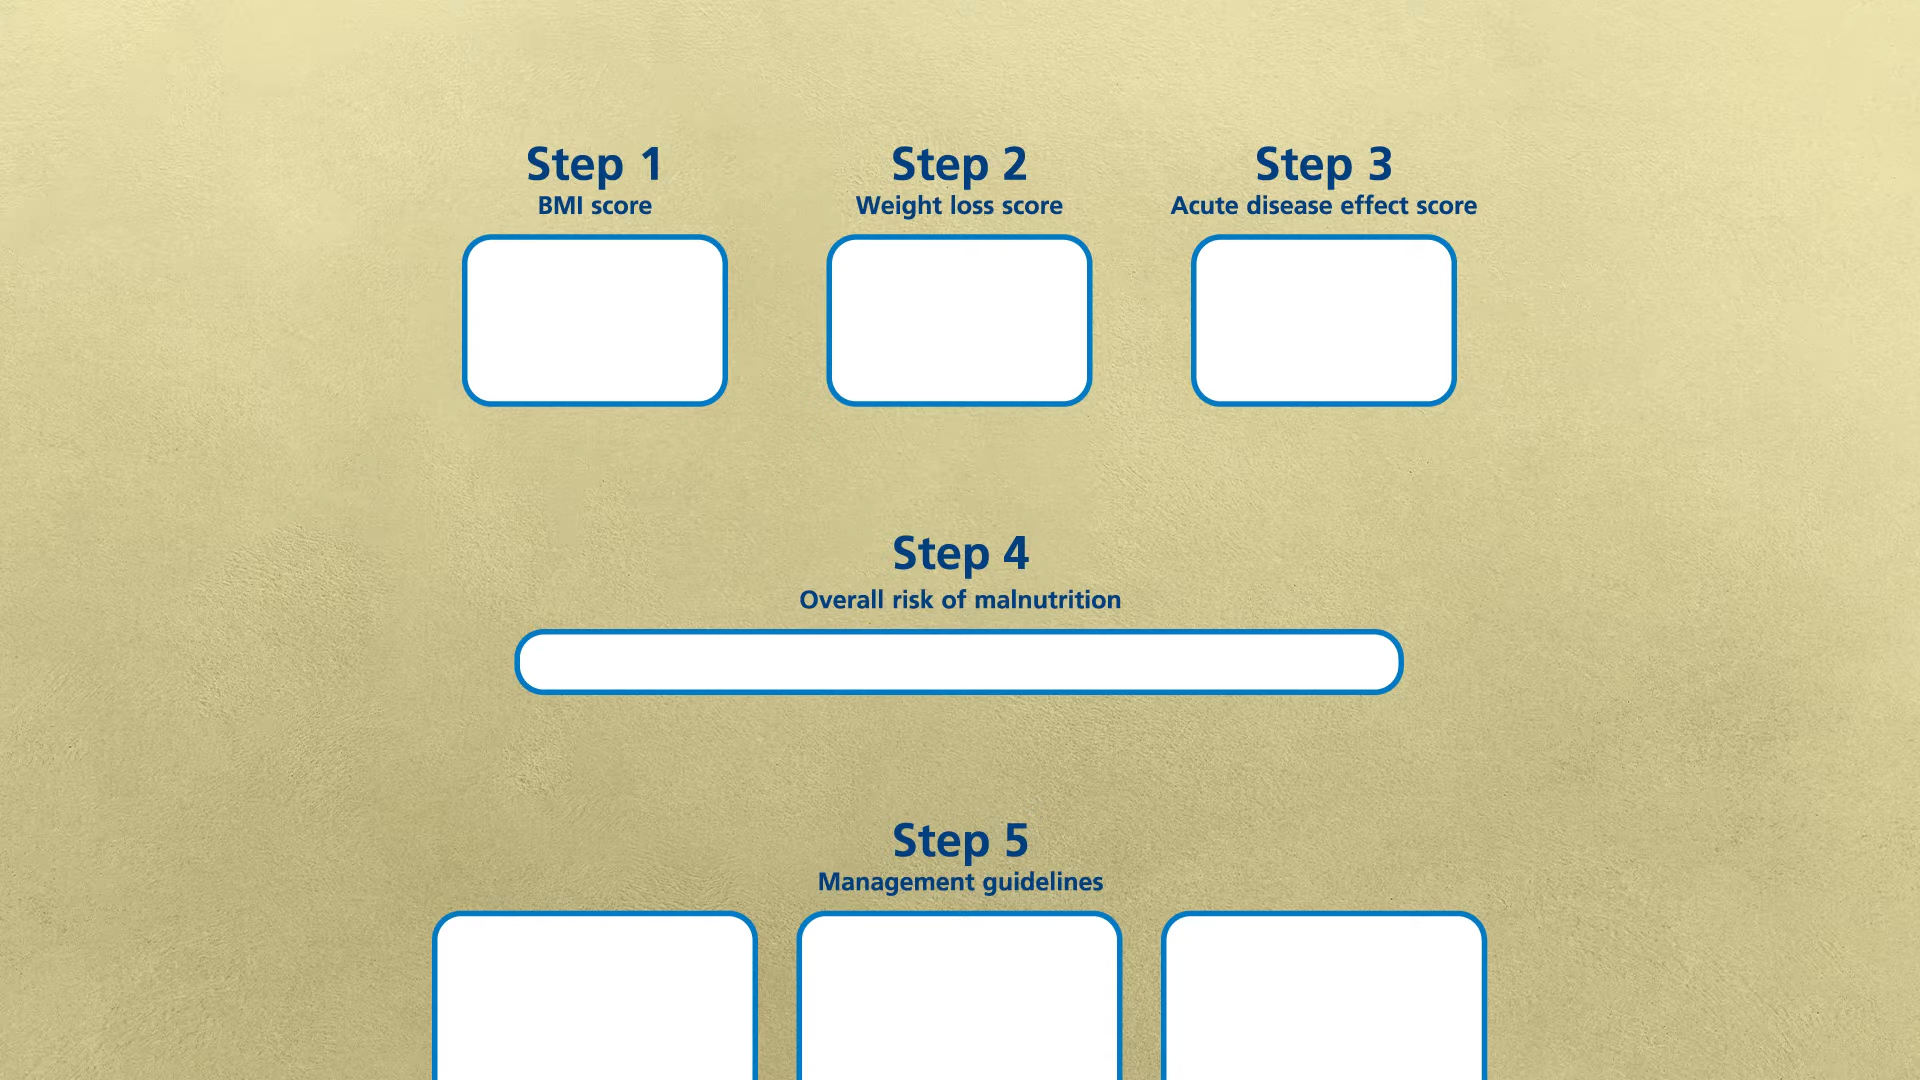 Step 1
BMI score
Step 2
Weight loss score
Step 3
Acute disease effect score
Step 4
Overall risk of malnutrition
Step 5
Management guidelines